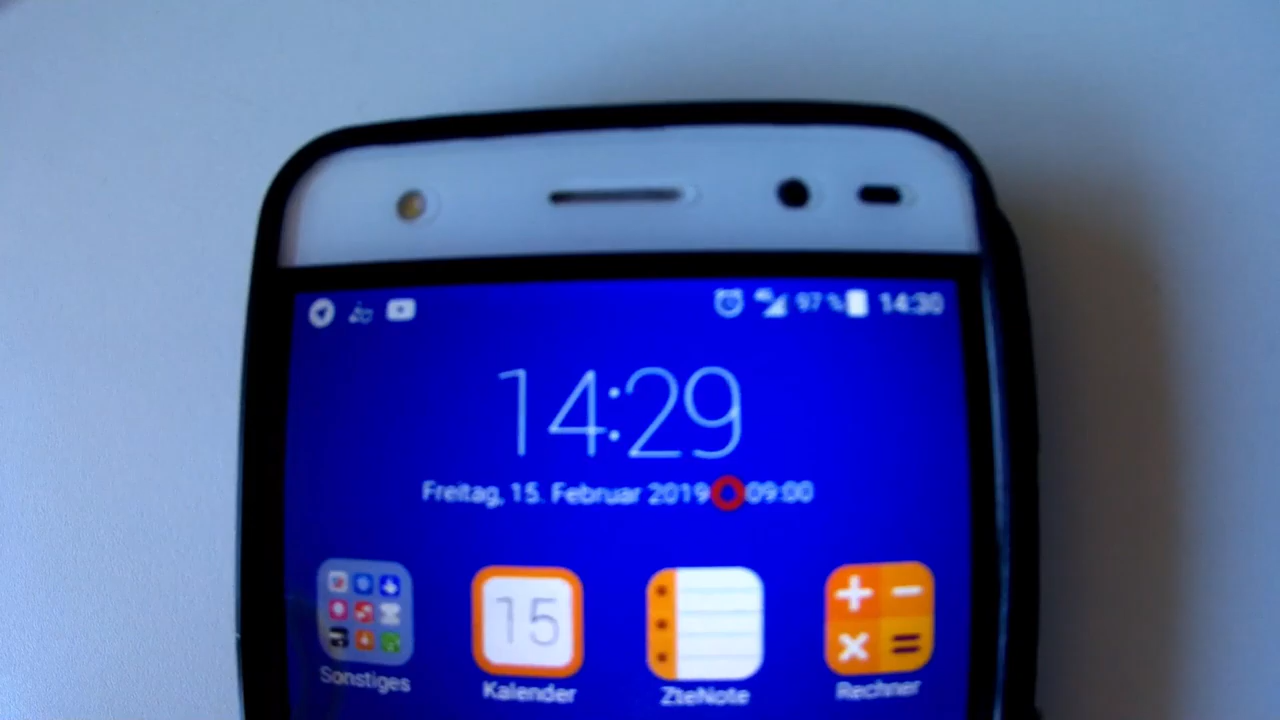 97 % 14:30
14:29
Freitag, 15. Februar 2019 09:00
15
Sonstiges Kalender ZteNote Rechner